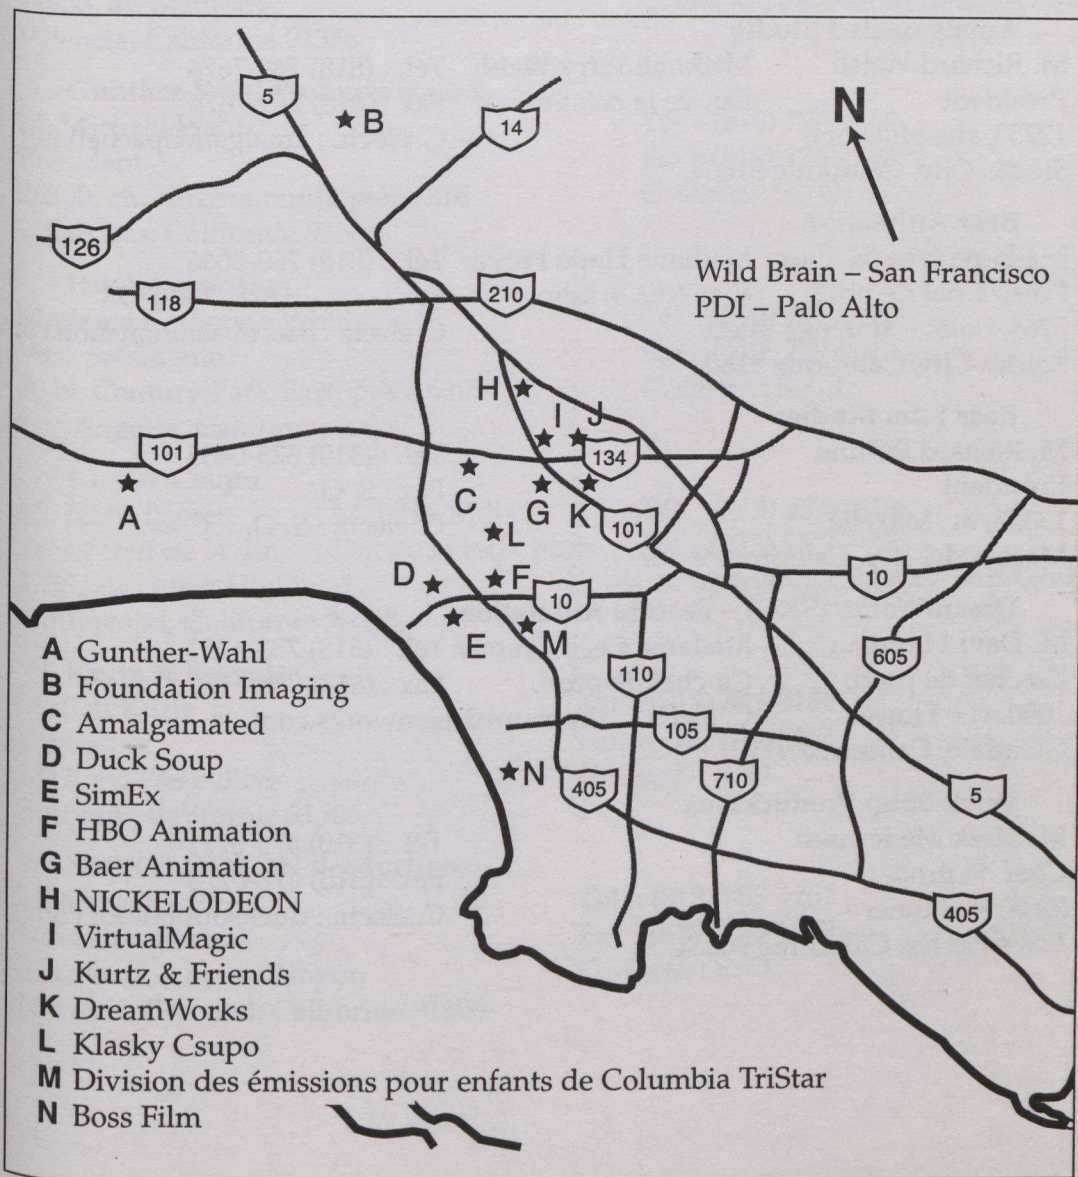 5
B
14
N
126
Wild Brain – San Francisco
118
210
PDI – Palo Alto
H
I
J
101
134
A
C
G
K
101
L
D
F
10
10
E
M
605
110
105
N
405
710
5
405
A Gunther-Wahl
B Foundation Imaging
C Amalgamated
D Duck Soup
E SimEx
F HBO Animation
G Baer Animation
H NICKELODEON
I VirtualMagic
J Kurtz & Friends
K DreamWorks
L Klasky Csupo
M Division des émissions pour enfants de Columbia TriStar
N Boss Film